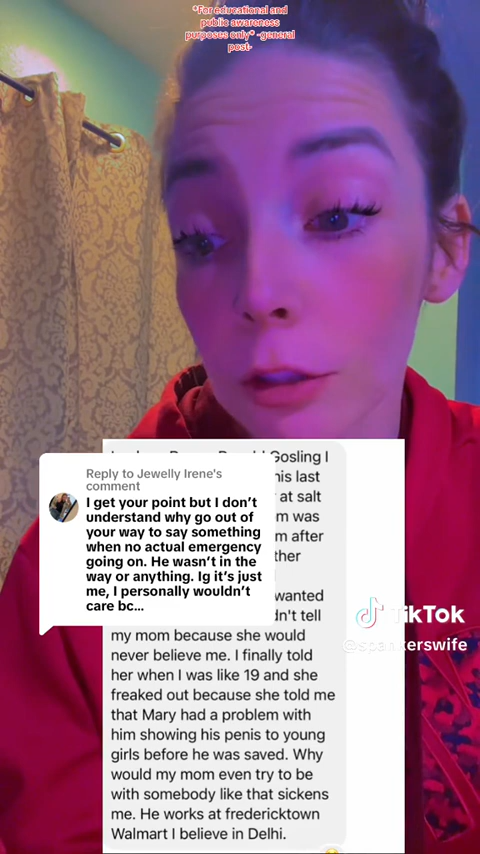 *For educational and
public awareness
purposes only* -general
post-
Gosling I
his last
at salt
was
after
wanted
tell
Reply to Jewelly Irene's
comment
I get your point but I don't
understand why go out of
your way to say something
when no actual emergency
going on. He wasn't in the
way or anything. Ig it's just
me, I personally wouldn't
care bc...
my mom because she would
never believe me. I finally told
her when I was like 19 and she
freaked out because she told me
that Mary had a problem with
him showing his penis to young
girls before he was saved. Why
would my mom even try to be
with somebody like that sickens
me. He works at fredericktown
Walmart I believe in Delhi.
TikTok
@spankerswife